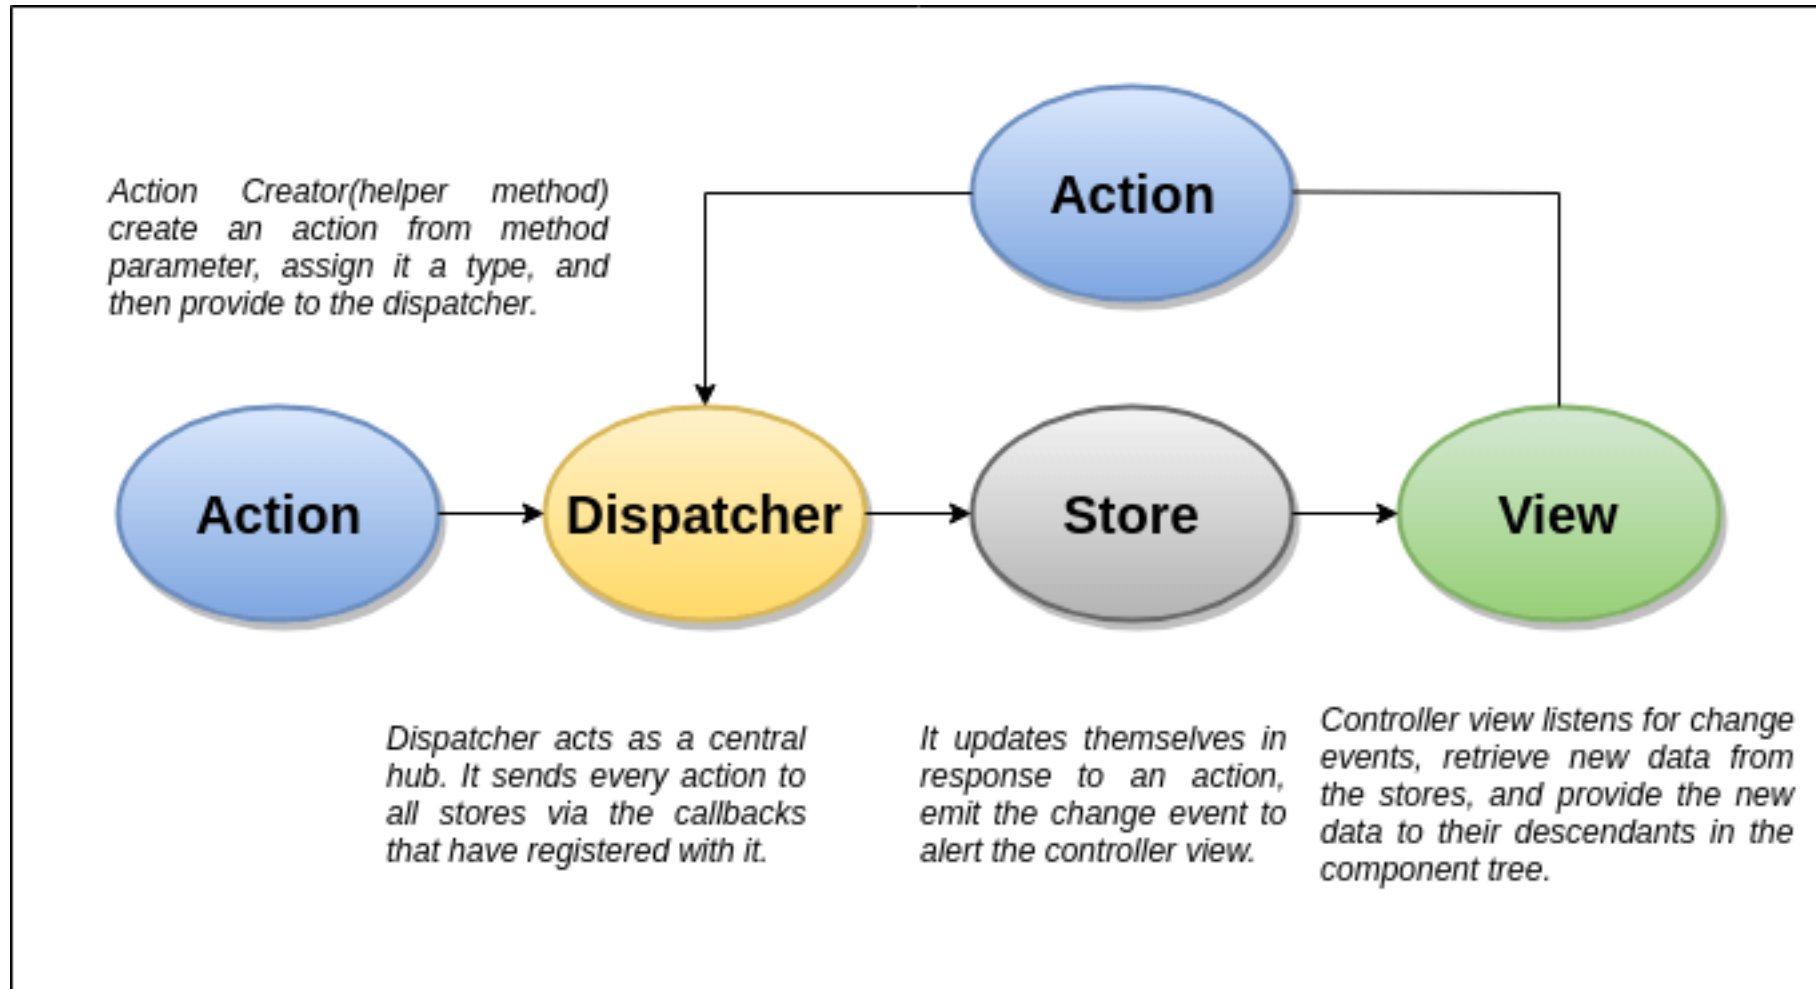 Action
Action Creator(helper method)
create an action from method
parameter, assign it a type, and
then provide to the dispatcher.
Action
Dispatcher
Store
View
Dispatcher acts as a central
hub. It sends every action to
all stores via the callbacks
that have registered with it.
It updates themselves in
response to an action,
emit the change event to
alert the controller view.
Controller view listens for change
events, retrieve new data from
the stores, and provide the new
data to their descendants in the
component tree.